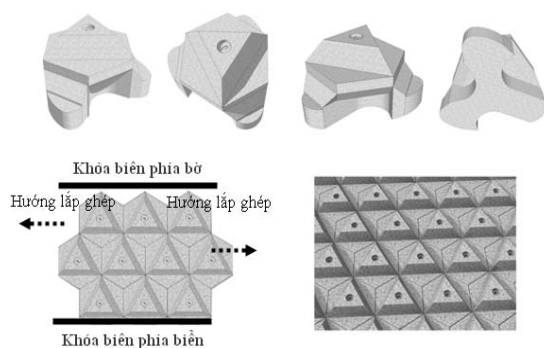 Khóa biên phía bờ
Hướng lắp ghép
Hướng lắp ghép
Khóa biên phía biển